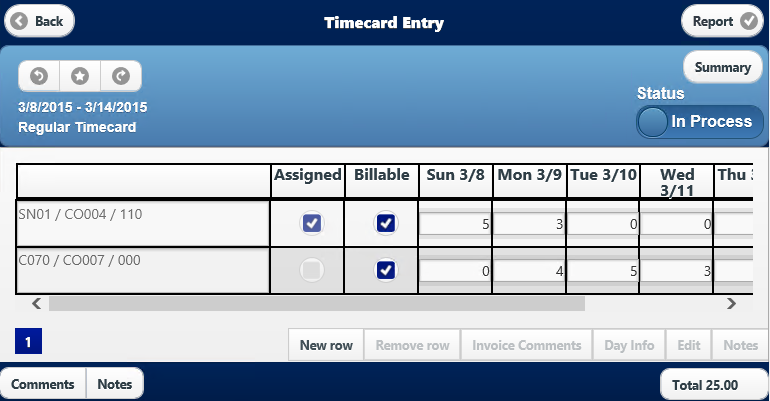 Back
Timecard Entry
Report
Summary
Status
3/8/2015 - 3/14/2015
Regular Timecard
In Process
Assigned Billable Sun 3/8 Mon 3/9 Tue 3/10 Wed 3/11 Thu 3
SN01 / CO004 / 110 5 3 0 0
C070 / CO007 / 000 0 4 5 3
1
New row Remove row Invoice Comments Day Info Edit Notes
Comments Notes Total 25.00